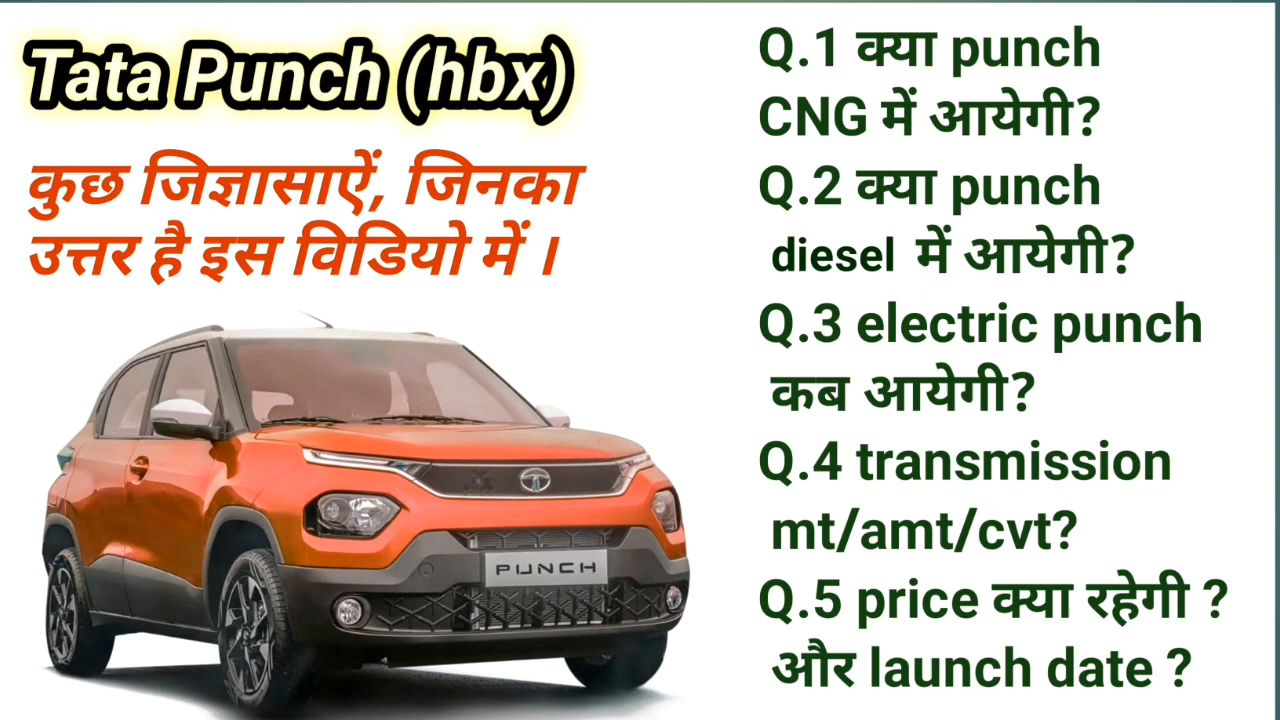 Tata Punch (hbx)
कुछ जिज्ञासाऐं, जिनका
उत्तर है इस विडियो में ।
PUNCH
Q.1 क्या punch
CNG में आयेगी?
Q.2 क्या punch
diesel में आयेगी?
Q.3 electric punch
कब आयेगी?
Q.4 transmission
mt/amt/cvt?
Q.5 price क्या रहेगी ?
और launch date ?